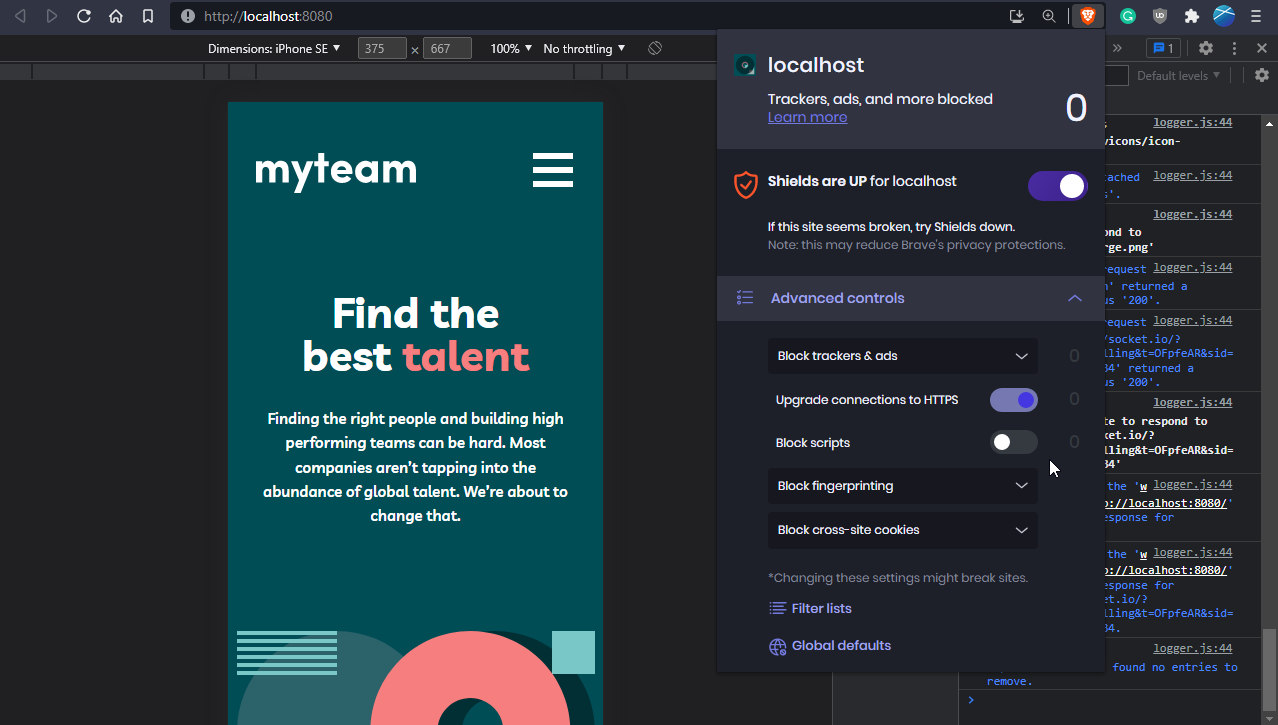 http://localhost:8080
Dimensions: iPhone SE ▼ 375 × 667 100% ▼ No throttling ▼
myteam
Find the
best talent
Finding the right people and building high
performing teams can be hard. Most
companies aren't tapping into the
abundance of global talent. We're about to
change that.
localhost
Trackers, ads, and more blocked
Learn more
0
Shields are UP for localhost
If this site seems broken, try Shields down.
Note: this may reduce Brave's privacy protections.
Advanced controls
Block trackers & ads 0
Upgrade connections to HTTPS 0
Block scripts 0
Block fingerprinting
Block cross-site cookies
*Changing these settings might break sites.
Filter lists
Global defaults
» 1
Default levels ▼
logger.js:44
vicons/icon-
tached logger.js:44
s'.
logger.js:44
ond to
rge.png'
request logger.js:44
n' returned a
us '200'.
request logger.js:44
/socket.io/?
lling&t=OFpfeAR&sid=
84' returned a
us '200'.
logger.js:44
te to respond to
ket.io/?
lling&t=OFpfeAR&sid=
84'
the 'w logger.js:44
p://localhost:8080/'
esponse for
the 'w logger.js:44
p://localhost:8080/'
esponse for
et.io/?
lling&t=OFpfeAR&sid=
84.
logger.js:44
found no entries to
remove.
>